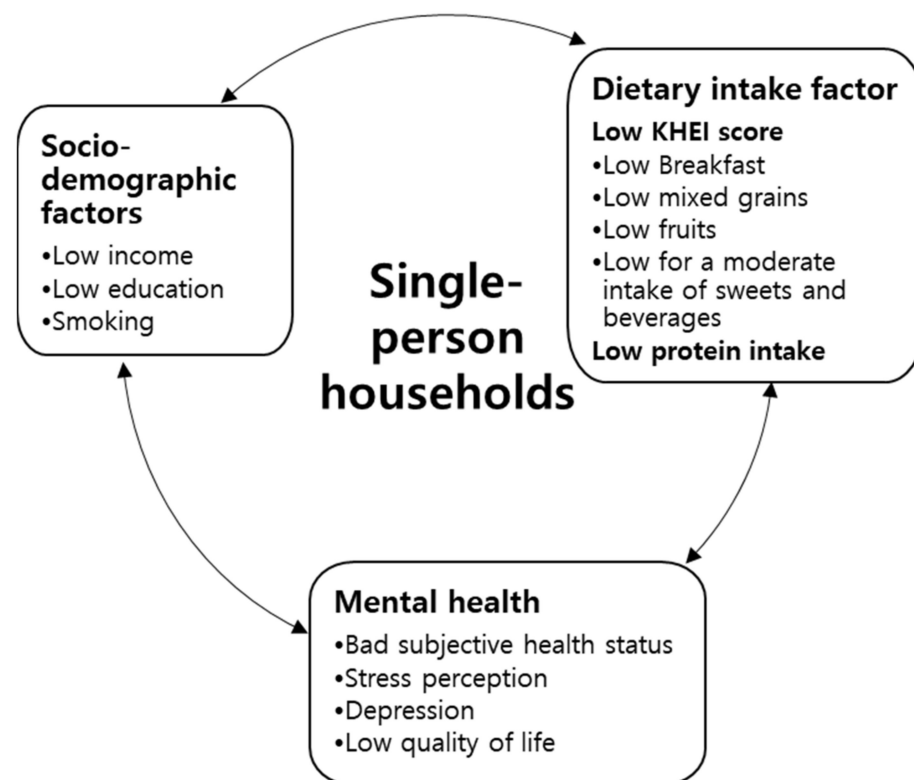 Socio-
demographic
factors
•Low income
•Low education
•Smoking
Dietary intake factor
Low KHEI score
•Low Breakfast
•Low mixed grains
•Low fruits
•Low for a moderate
intake of sweets and
beverages
Low protein intake
Single-
person
households
Mental health
•Bad subjective health status
•Stress perception
•Depression
•Low quality of life